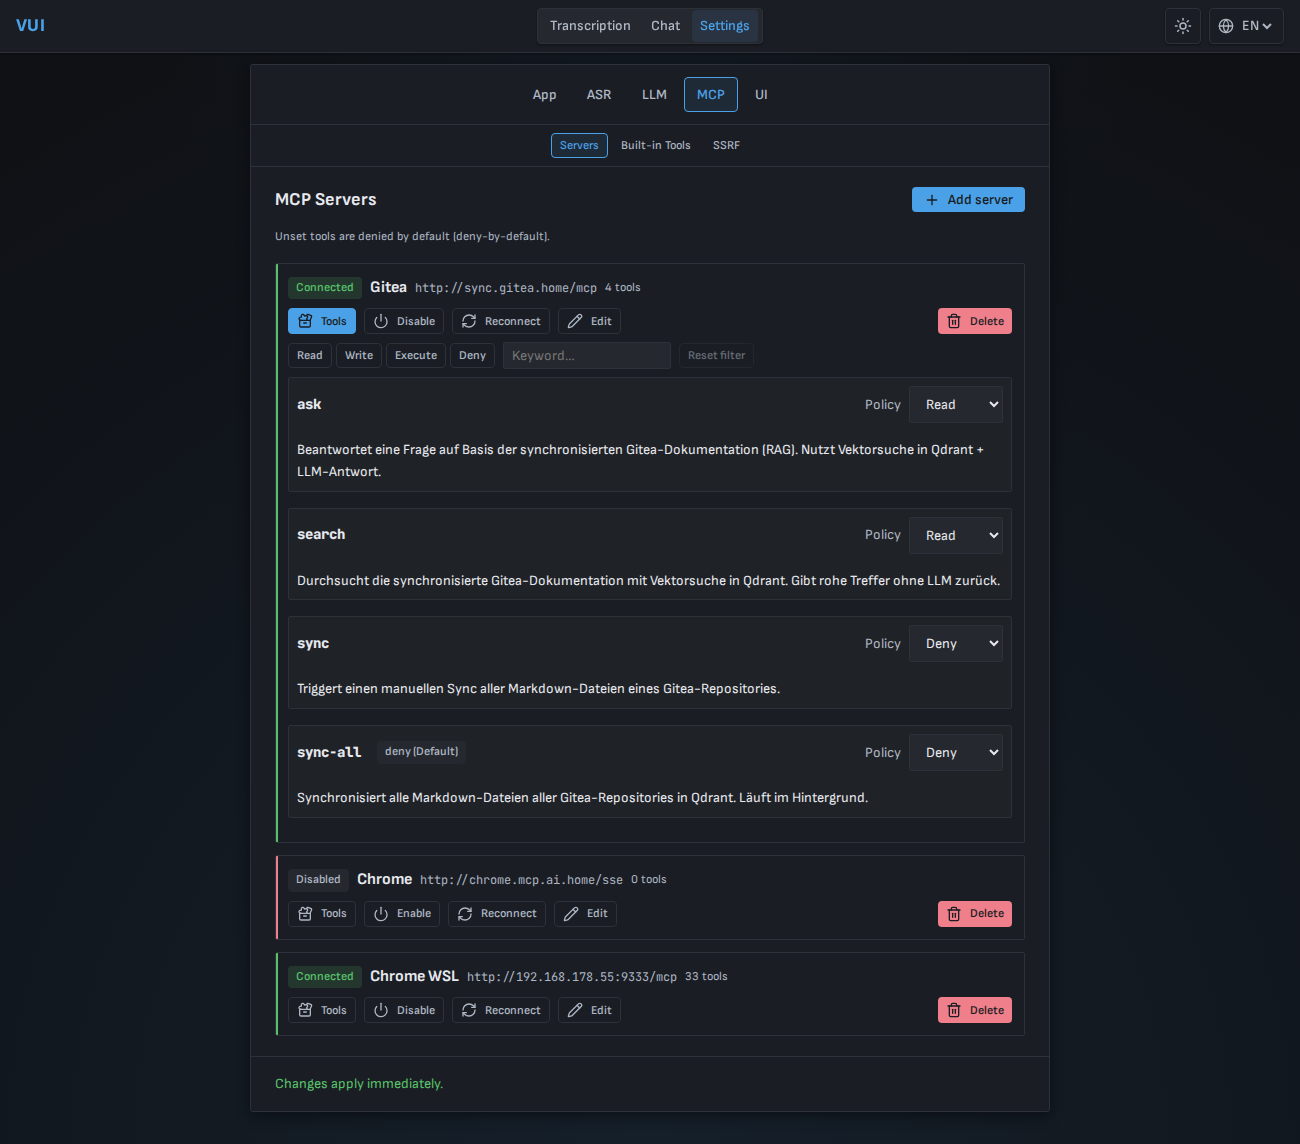 VUI
Transcription Chat Settings
EN
App ASR LLM MCP UI
Servers Built-in Tools SSRF
MCP Servers
Add server
Unset tools are denied by default (deny-by-default).
Connected Gitea http://sync.gitea.home/mcp 4 tools
Tools Disable Reconnect Edit Delete
Read Write Execute Deny Keyword... Reset filter
ask Policy Read
Beantwortet eine Frage auf Basis der synchronisierten Gitea-Dokumentation (RAG). Nutzt Vektorsuche in Qdrant +
LLM-Antwort.
search Policy Read
Durchsucht die synchronisierte Gitea-Dokumentation mit Vektorsuche in Qdrant. Gibt rohe Treffer ohne LLM zurück.
sync Policy Deny
Triggert einen manuellen Sync aller Markdown-Dateien eines Gitea-Repositories.
sync-all deny (Default) Policy Deny
Synchronisiert alle Markdown-Dateien aller Gitea-Repositories in Qdrant. Läuft im Hintergrund.
Disabled Chrome http://chrome.mcp.ai.home/sse 0 tools
Tools Enable Reconnect Edit Delete
Connected Chrome WSL http://192.168.178.55:9333/mcp 33 tools
Tools Disable Reconnect Edit Delete
Changes apply immediately.